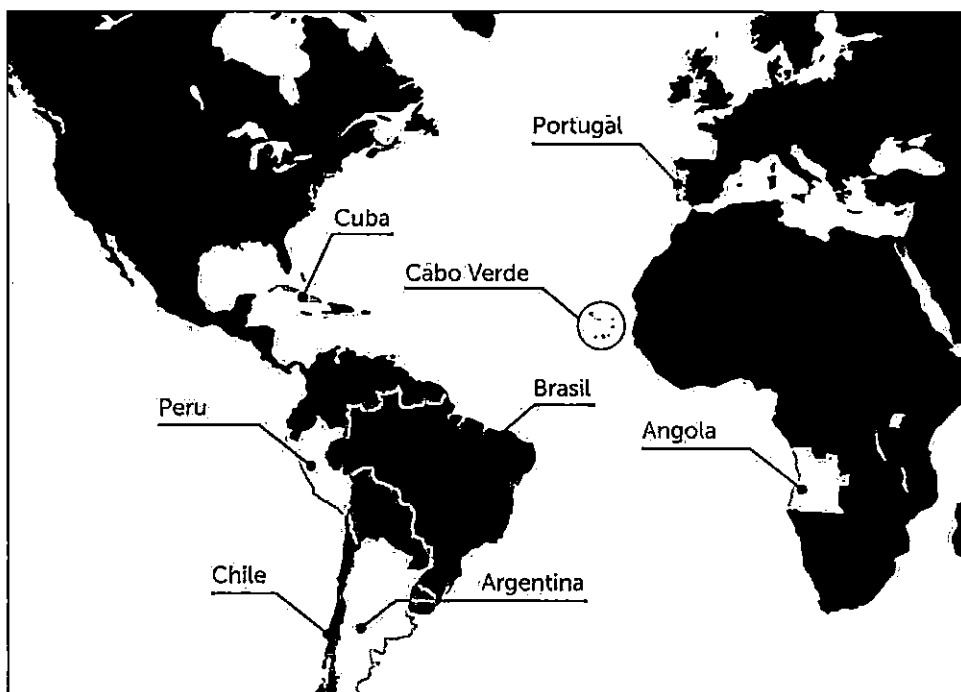 Portugal
Cuba
Cabo Verde
Brasil
Peru
Angola
Chile
Argentina